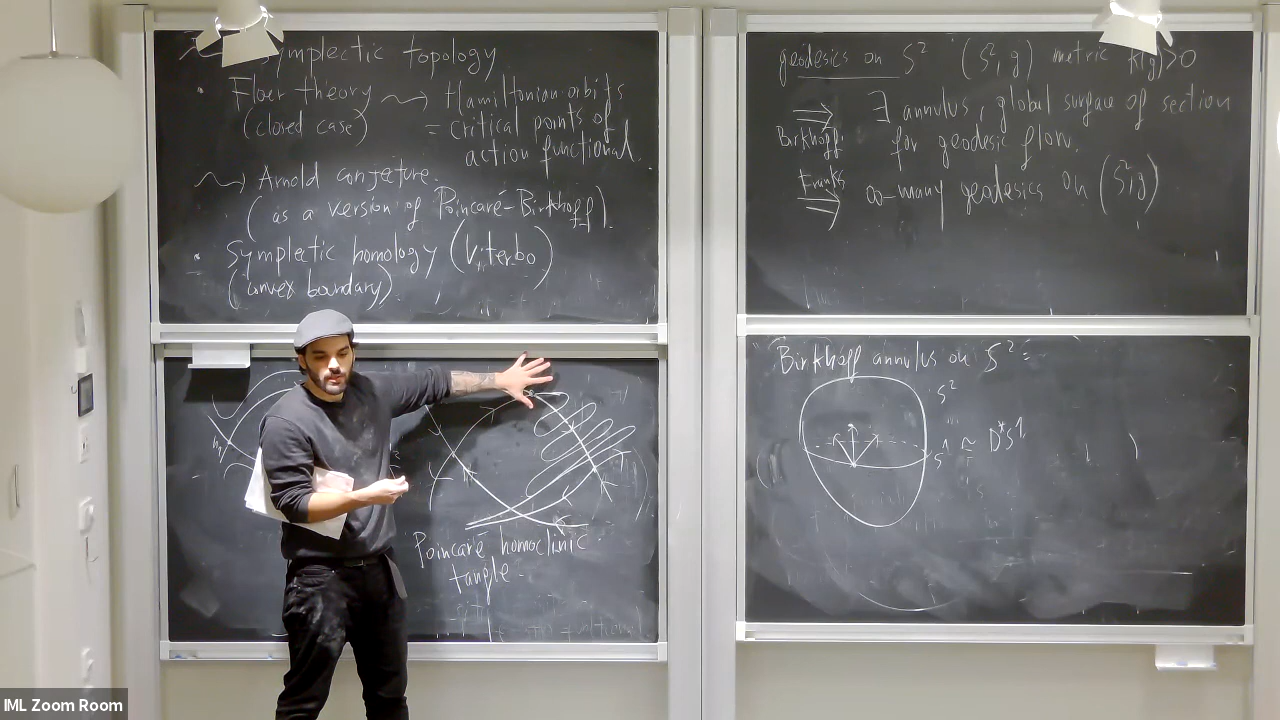 Symplectic topology
• Floer theory ⇝ Hamiltonian orbits
(closed case) = critical points of
action functional.
⇝ Arnold conjecture.
(as a version of Poincaré-Birkhoff).
• Symplectic homology (Viterbo)
(convex boundary).
Poincaré homoclinic
tangle.
geodesics on S² (S², g) metric K(g)>0
⟹ ∃ annulus, global surface of section
Birkhoff. for geodesic flow.
Franks
⟹ ∞-many geodesics on (S², g)
Birkhoff annulus on S² :
S²
S¹ ≅ D*S¹
IML Zoom Room